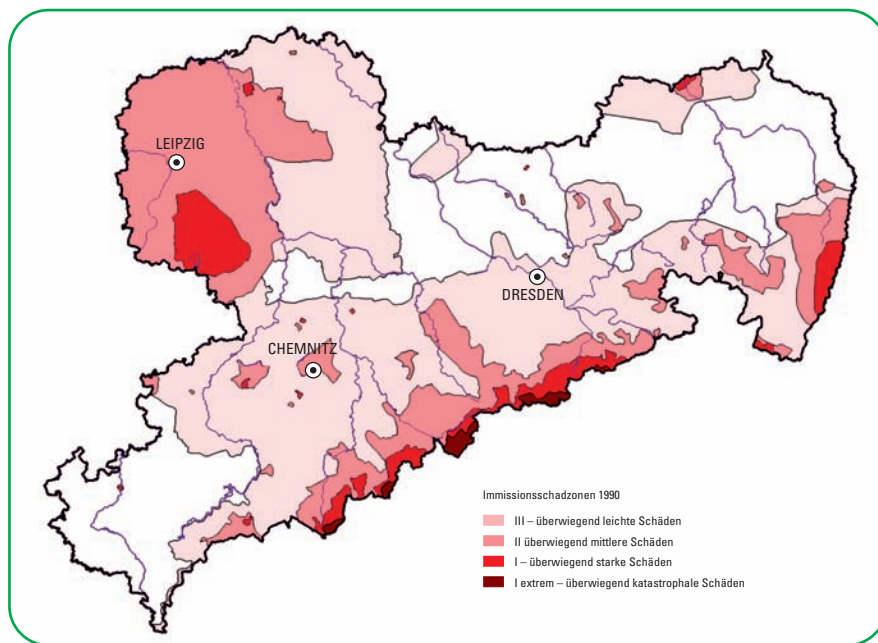 LEIPZIG
DRESDEN
CHEMNITZ
Immissionsschadzonen 1990
III – überwiegend leichte Schäden
II überwiegend mittlere Schäden
I – überwiegend starke Schäden
I extrem – überwiegend katastrophale Schäden